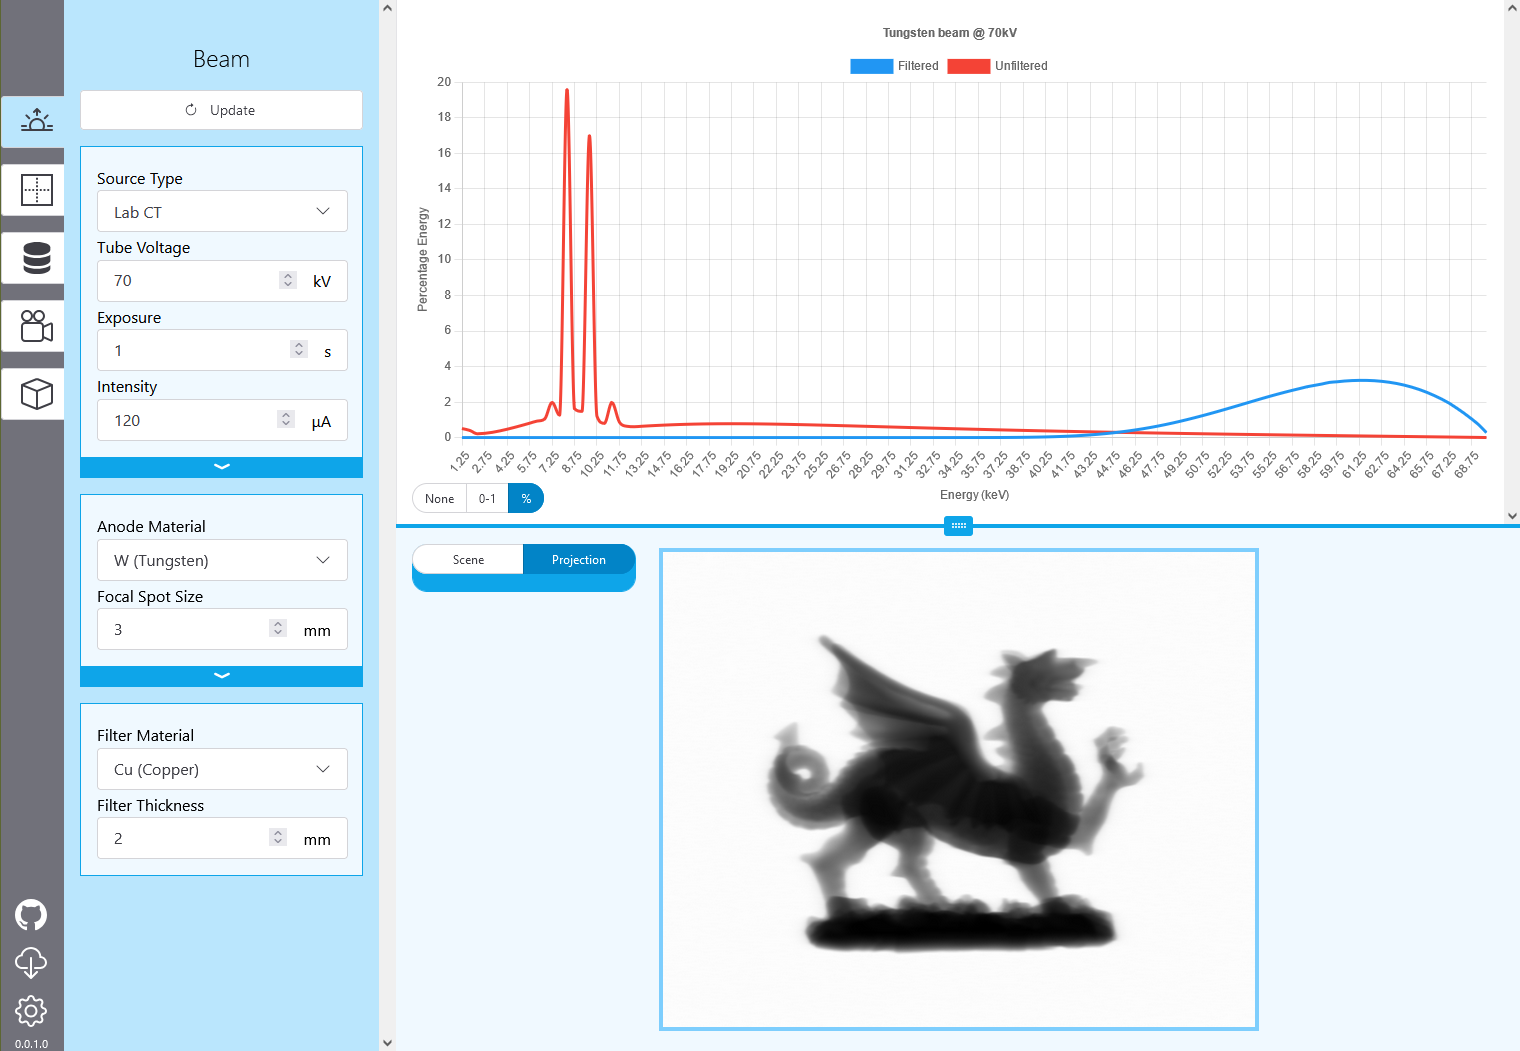 Beam
Update
Source Type
Lab CT
Tube Voltage
70 kV
Exposure
1 s
Intensity
120 µA
Anode Material
W (Tungsten)
Focal Spot Size
3 mm
Filter Material
Cu (Copper)
Filter Thickness
2 mm
0.0.1.0
Tungsten beam @ 70kV
Filtered Unfiltered
Percentage Energy
20
18
16
14
12
10
8
6
4
2
0
1.25 2.75 4.25 5.75 7.25 8.75 10.25 11.75 13.25 14.75 16.25 17.75 19.25 20.75 22.25 23.75 25.25 26.75 28.25 29.75 31.25 32.75 34.25 35.75 37.25 38.75 40.25 41.75 43.25 44.75 46.25 47.75 49.25 50.75 52.25 53.75 55.25 56.75 58.25 59.75 61.25 62.75 64.25 65.75 67.25 68.75
Energy (keV)
None 0-1 %
Scene Projection